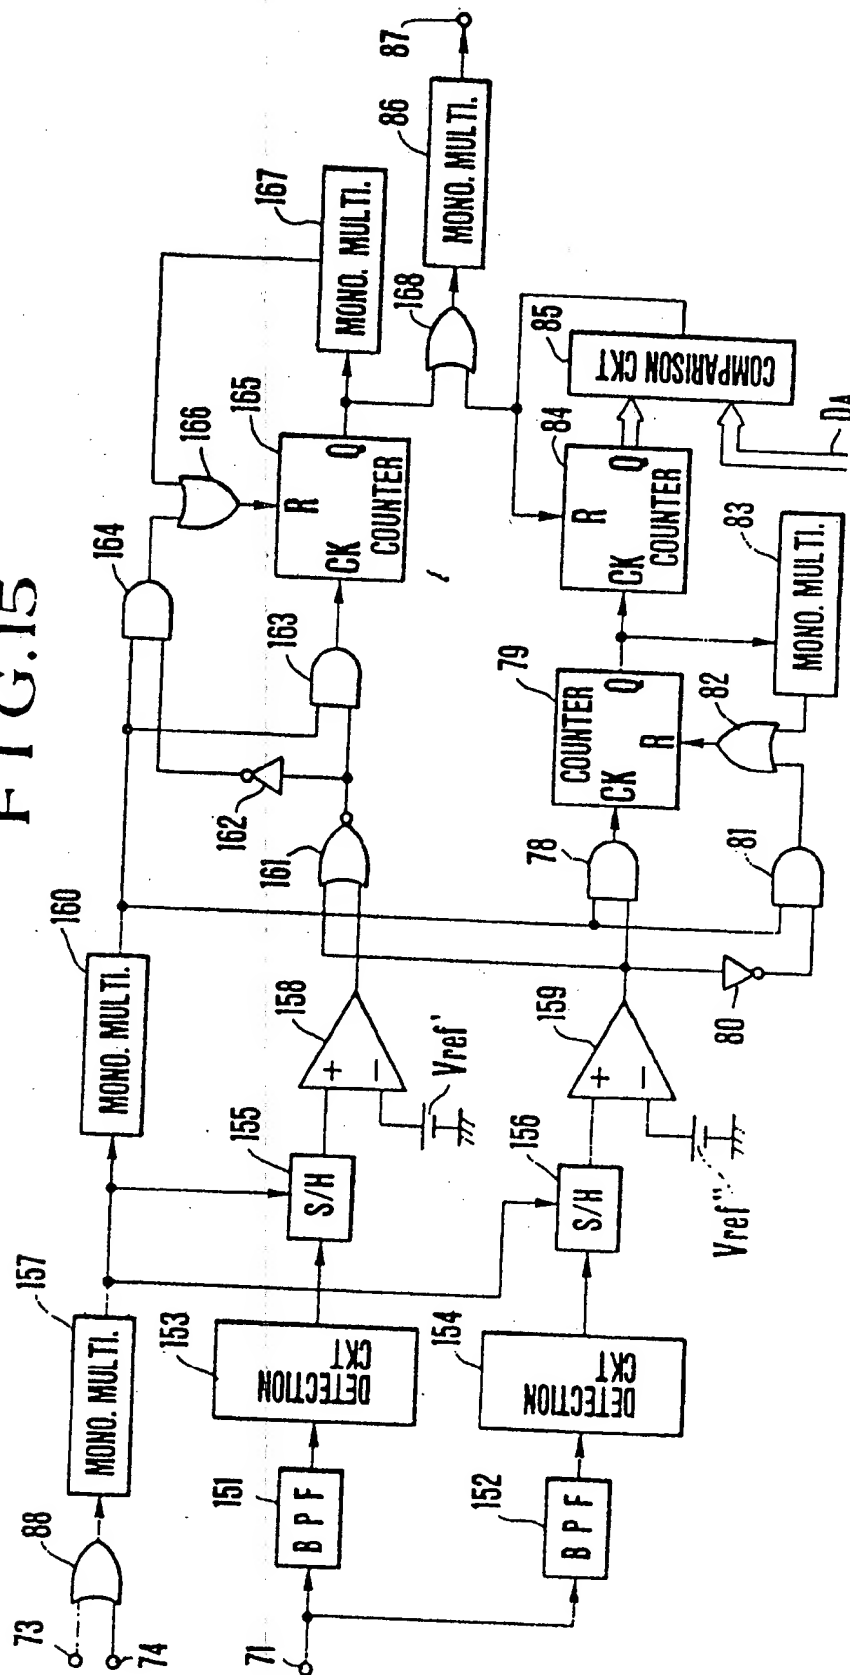 FIG.15
73
74
88
157
MONO. MULTI.
160
MONO. MULTI.
164
166
167
MONO. MULTI.
71
151
BPF
153
DETECTION
CKT
155
S/H
158
+
−
Vref'
161
162
163
165
R
CK
Q
COUNTER
168
86
MONO. MULTI.
87
152
BPF
154
DETECTION
CKT
156
S/H
159
+
−
Vref''
80
78
81
79
COUNTER
CK
Q
R
82
83
MONO. MULTI.
84
R
CK
Q
COUNTER
85
COMPARISON CKT
DA